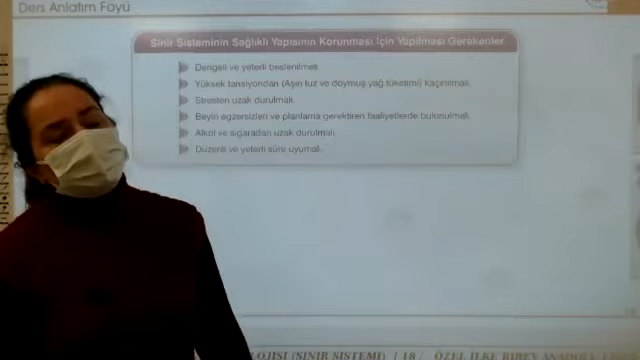 Ders Anlatım Föyü
Sinir Sisteminin Sağlıklı Yapısının Korunması İçin Yapılması Gerekenler
Dengeli ve yeterli beslenilmeli.
Yüksek tansiyondan (Aşırı tuz ve doymuş yağ tüketimi) kaçınılmalı.
Stresten uzak durulmalı.
Beyin egzersizleri ve planlama gerektiren faaliyetlerde bulunulmalı.
Alkol ve sigaradan uzak durulmalı.
Düzenli ve yeterli süre uyumalı.
(SİNİR SİSTEMİ) / 18 / ÖZEL